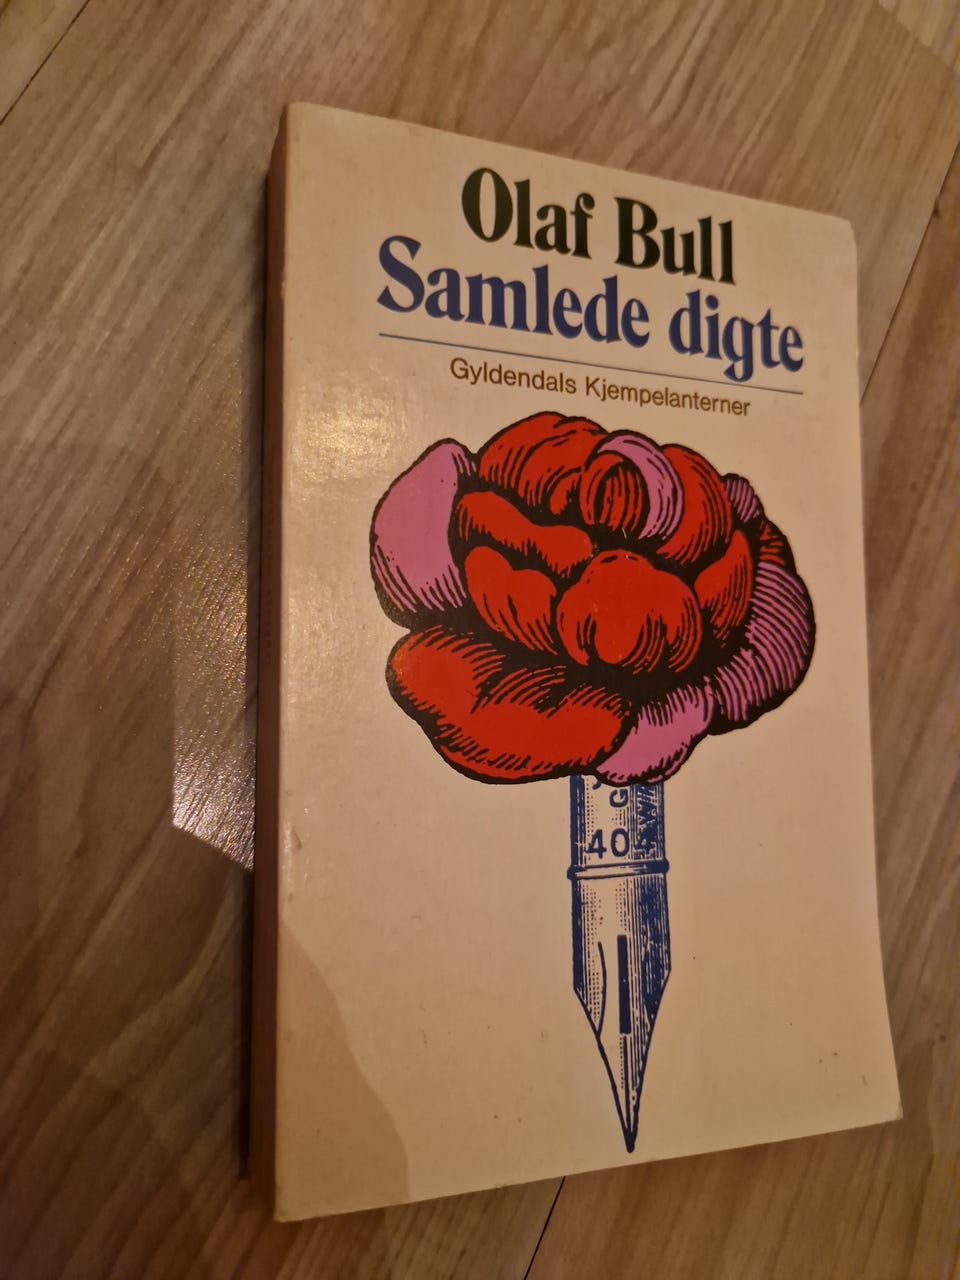 Olaf Bull
Samlede digte
Gyldendals Kjempelanterner
G
40